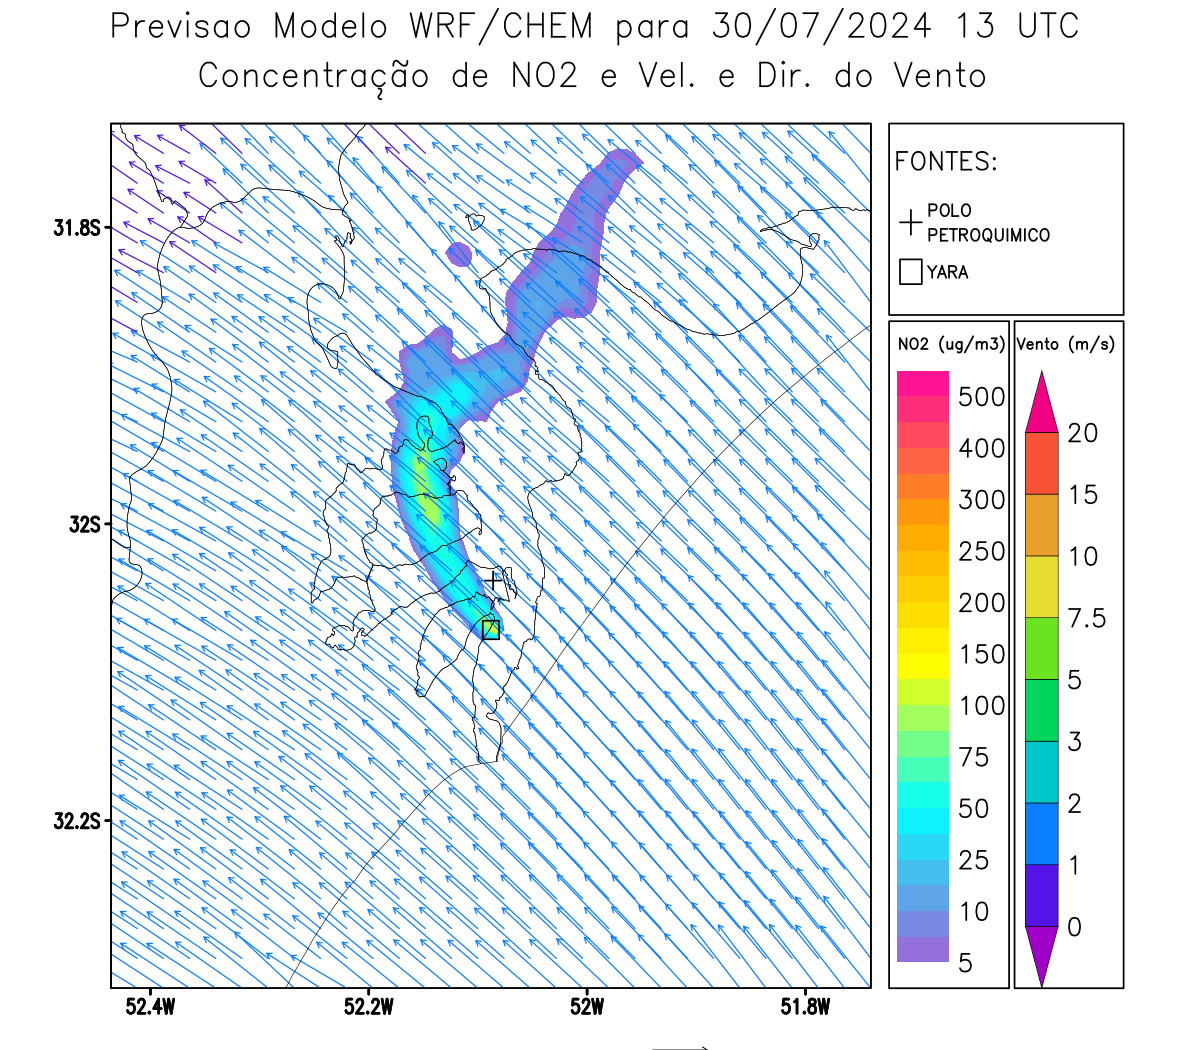 Previsao Modelo WRF/CHEM para 30/07/2024 13 UTC
Concentração de NO2 e Vel. e Dir. do Vento
FONTES:
POLO
PETROQUIMICO
YARA
NO2 (ug/m3)
500
400
300
250
200
150
100
75
50
25
10
5
Vento (m/s)
20
15
10
7.5
5
3
2
1
0
31.8S
32S
32.2S
52.4W
52.2W
52W
51.8W